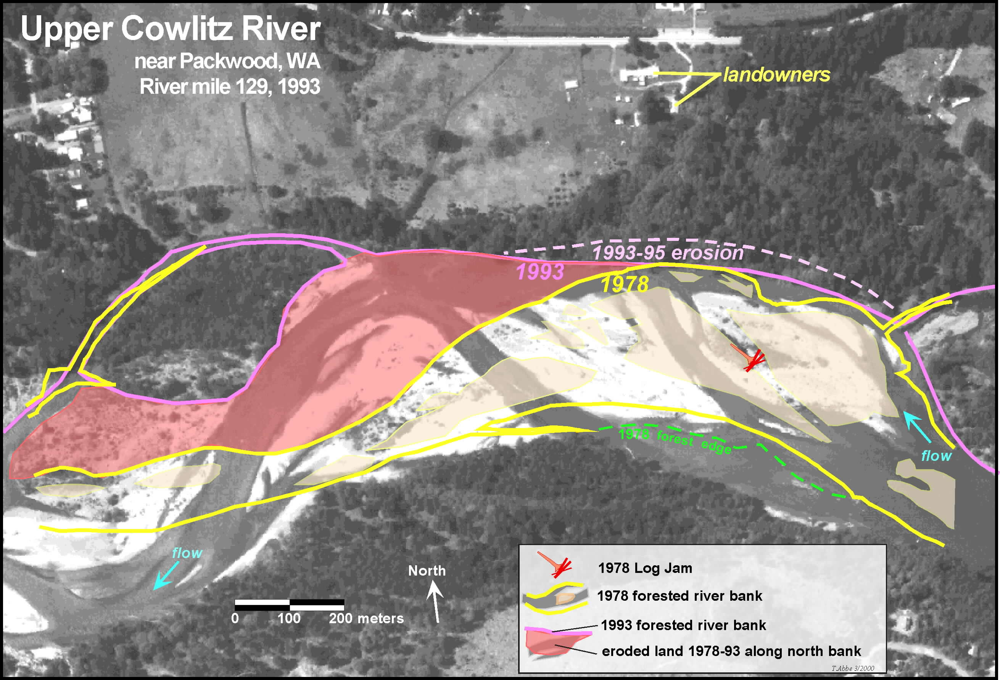 Upper Cowlitz River
near Packwood, WA
River mile 129, 1993
landowners
1993-95 erosion
1993
1978
1978 forest edge
flow
flow
North
0 100 200 meters
1978 Log Jam
1978 forested river bank
1993 forested river bank
eroded land 1978-93 along north bank
T.Abbe 3/2000